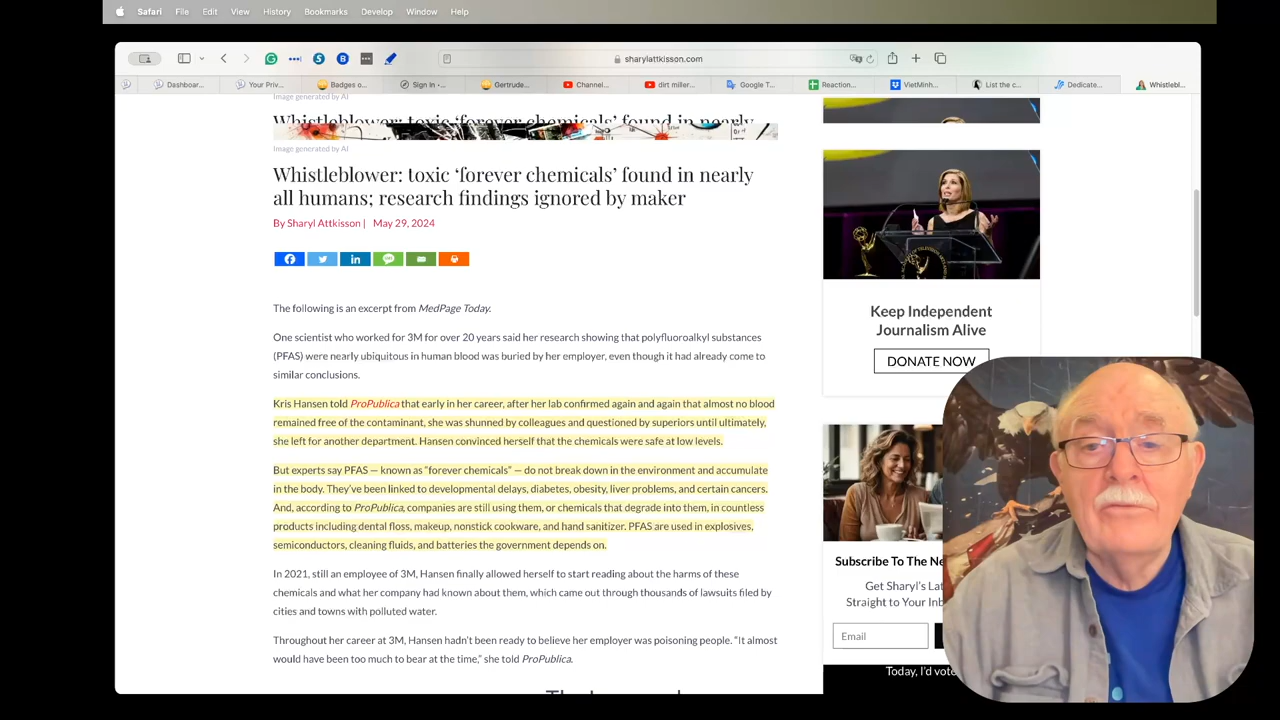 Safari File Edit View History Bookmarks Develop Window Help
sharylattkisson.com
Dashboar... Your Priv... Badges o... Sign In •... Gertrude... Channel... dirt miller... Google T... Reaction... VietMinh... List the c... Dedicate... Whistlebl...
Image generated by AI
Whistleblower: toxic ‘forever chemicals’ found in nearly
Image generated by AI
Whistleblower: toxic ‘forever chemicals’ found in nearly
all humans; research findings ignored by maker
By Sharyl Attkisson | May 29, 2024
The following is an excerpt from MedPage Today.
One scientist who worked for 3M for over 20 years said her research showing that polyfluoroalkyl substances
(PFAS) were nearly ubiquitous in human blood was buried by her employer, even though it had already come to
similar conclusions.
Kris Hansen told ProPublica that early in her career, after her lab confirmed again and again that almost no blood
remained free of the contaminant, she was shunned by colleagues and questioned by superiors until ultimately,
she left for another department. Hansen convinced herself that the chemicals were safe at low levels.
But experts say PFAS — known as “forever chemicals” — do not break down in the environment and accumulate
in the body. They’ve been linked to developmental delays, diabetes, obesity, liver problems, and certain cancers.
And, according to ProPublica, companies are still using them, or chemicals that degrade into them, in countless
products including dental floss, makeup, nonstick cookware, and hand sanitizer. PFAS are used in explosives,
semiconductors, cleaning fluids, and batteries the government depends on.
In 2021, still an employee of 3M, Hansen finally allowed herself to start reading about the harms of these
chemicals and what her company had known about them, which came out through thousands of lawsuits filed by
cities and towns with polluted water.
Throughout her career at 3M, Hansen hadn’t been ready to believe her employer was poisoning people. “It almost
would have been too much to bear at the time,” she told ProPublica.
Keep Independent
Journalism Alive
DONATE NOW
Subscribe To The Ne
Get Sharyl’s Lat
Straight to Your Inb
Email
Today, I’d vot